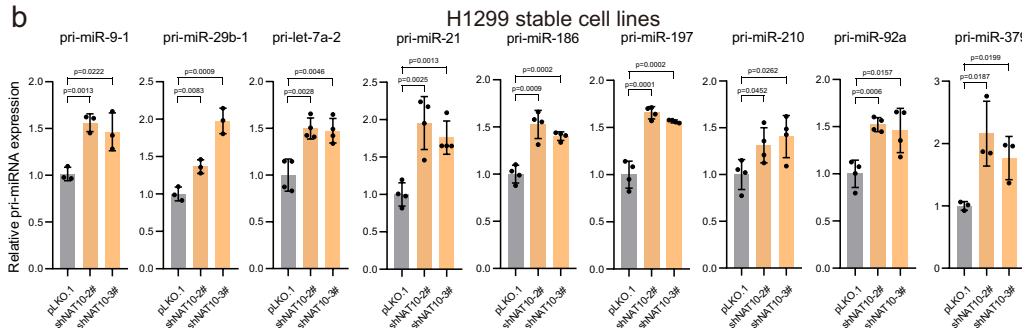 b
H1299 stable cell lines
Relative pri-miRNA expression
pri-miR-9-1
p=0.0222
p=0.0013
2.0
1.5
1.0
0.5
0.0
pLKO.1
shNAT10-2#
shNAT10-3#
pri-miR-29b-1
p=0.0009
p=0.0083
2.5
2.0
1.5
1.0
0.5
0.0
pLKO.1
shNAT10-2#
shNAT10-3#
pri-let-7a-2
p=0.0046
p=0.0028
2.0
1.5
1.0
0.5
0.0
pLKO.1
shNAT10-2#
shNAT10-3#
pri-miR-21
p=0.0013
p=0.0025
2.5
2.0
1.5
1.0
0.5
0.0
pLKO.1
shNAT10-2#
shNAT10-3#
pri-miR-186
p=0.0002
p=0.0009
2.0
1.5
1.0
0.5
0.0
pLKO.1
shNAT10-2#
shNAT10-3#
pri-miR-197
p=0.0002
p=0.0001
2.0
1.5
1.0
0.5
0.0
pLKO.1
shNAT10-2#
shNAT10-3#
pri-miR-210
p=0.0262
p=0.0452
2.0
1.5
1.0
0.5
0.0
pLKO.1
shNAT10-2#
shNAT10-3#
pri-miR-92a
p=0.0157
p=0.0006
2.0
1.5
1.0
0.5
0.0
pLKO.1
shNAT10-2#
shNAT10-3#
pri-miR-379
p=0.0199
p=0.0187
3
2
1
0
pLKO.1
shNAT10-2#
shNAT10-3#